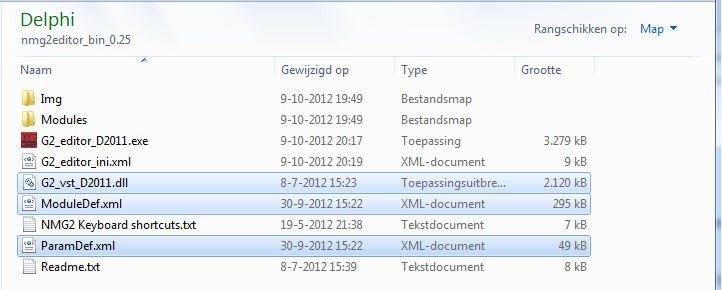 Delphi
nmg2editor_bin_0.25
Rangschikken op: Map
Naam Gewijzigd op Type Grootte
Img 9-10-2012 19:49 Bestandsmap
Modules 9-10-2012 19:49 Bestandsmap
G2_editor_D2011.exe 9-10-2012 20:17 Toepassing 3.279 kB
G2_editor_ini.xml 9-10-2012 20:19 XML-document 9 kB
G2_vst_D2011.dll 8-7-2012 15:23 Toepassingsuitbre... 2.120 kB
ModuleDef.xml 30-9-2012 15:22 XML-document 295 kB
NMG2 Keyboard shortcuts.txt 19-5-2012 21:38 Tekstdocument 7 kB
ParamDef.xml 30-9-2012 15:22 XML-document 49 kB
Readme.txt 8-7-2012 15:39 Tekstdocument 8 kB